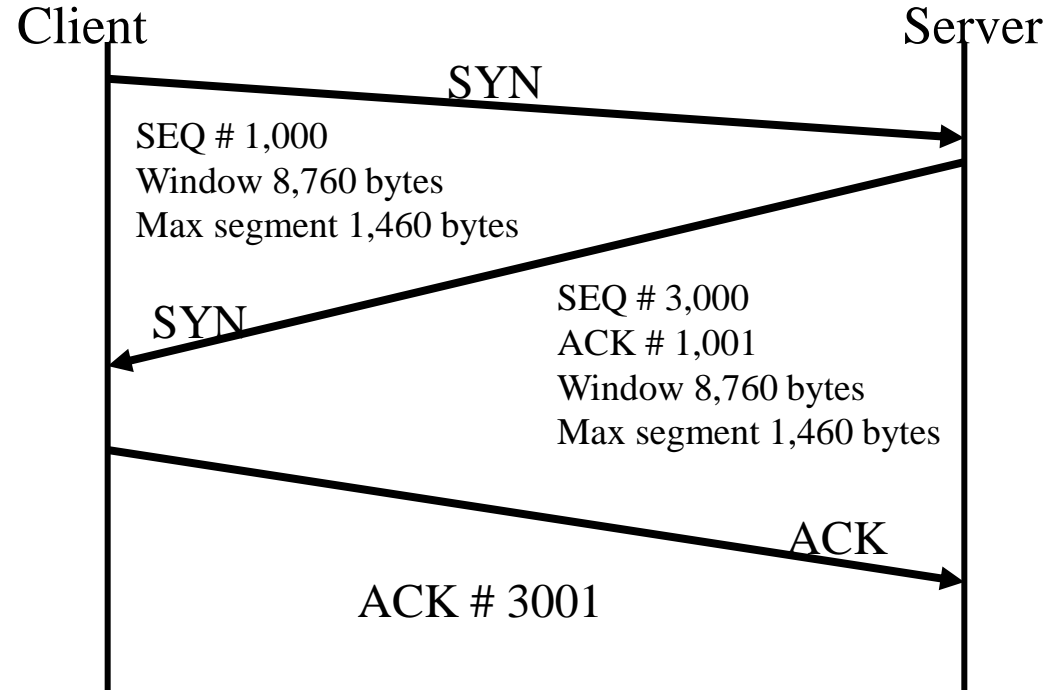 Client
Server
SYN
SEQ # 1,000
Window 8,760 bytes
Max segment 1,460 bytes
SYN
SEQ # 3,000
ACK # 1,001
Window 8,760 bytes
Max segment 1,460 bytes
ACK
ACK # 3001